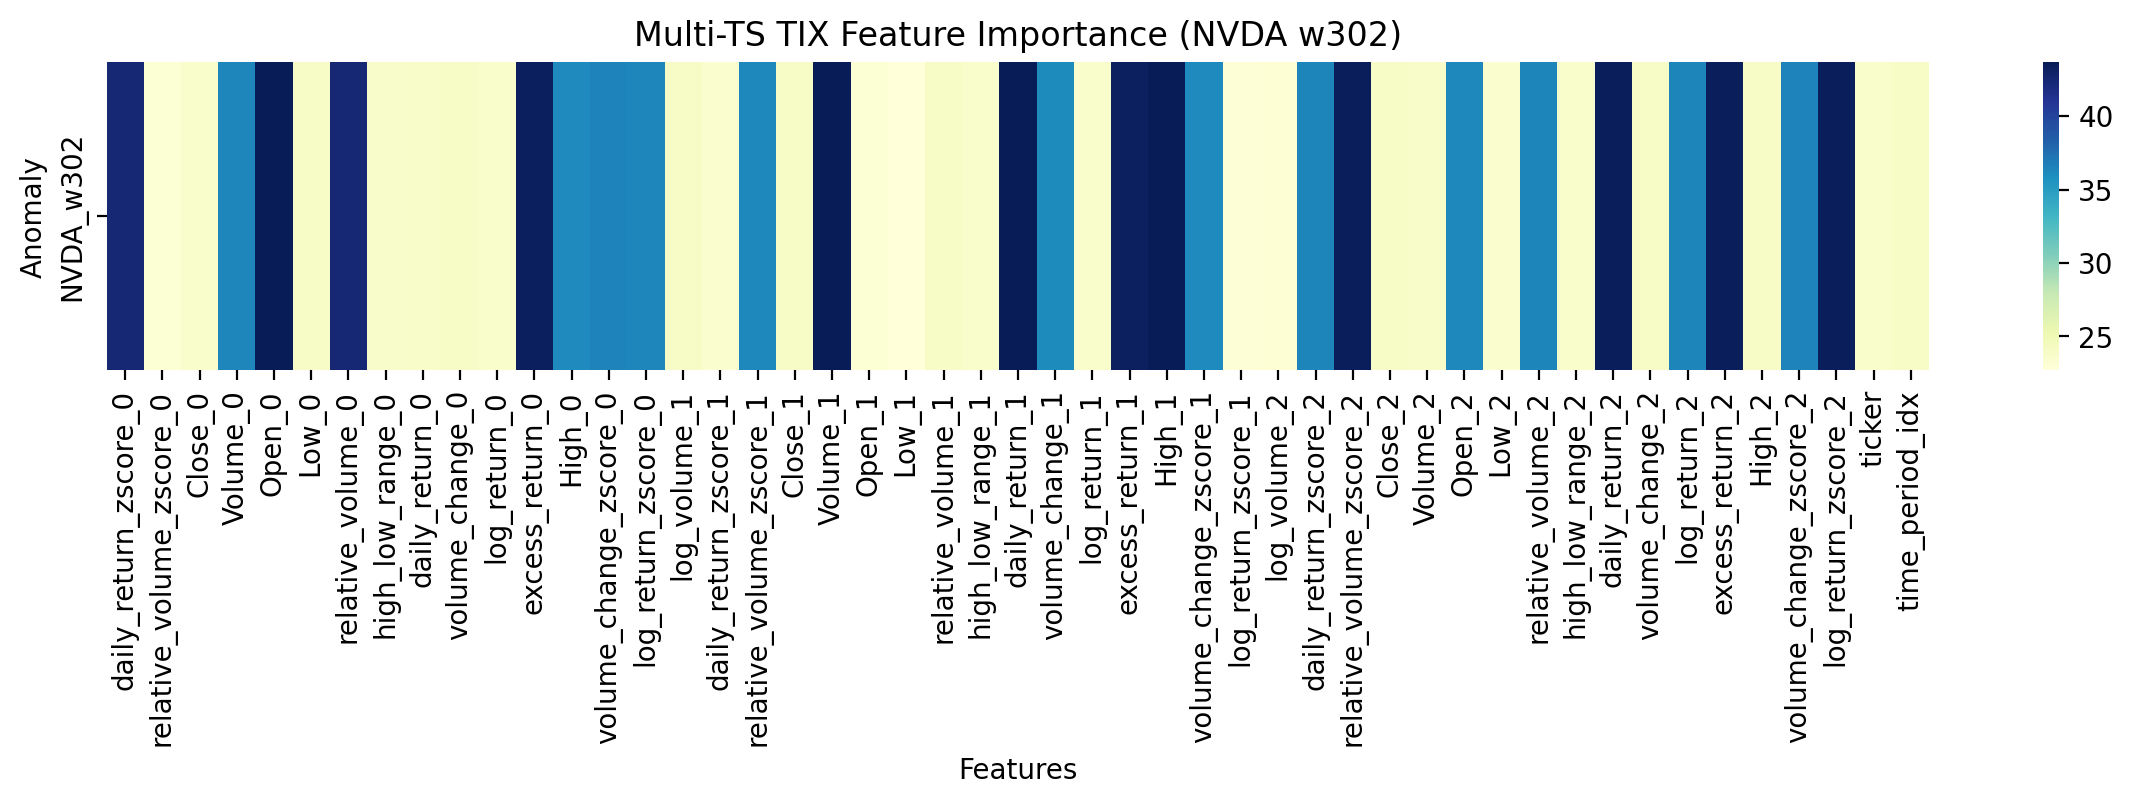 Multi-TS TIX Feature Importance (NVDA w302)
Anomaly
NVDA_w302
40
35
30
25
daily_return_zscore_0
relative_volume_zscore_0
Close_0
Volume_0
Open_0
Low_0
relative_volume_0
high_low_range_0
daily_return_0
volume_change_0
log_return_0
excess_return_0
High_0
volume_change_zscore_0
log_return_zscore_0
log_volume_1
daily_return_zscore_1
relative_volume_zscore_1
Close_1
Volume_1
Open_1
Low_1
relative_volume_1
high_low_range_1
daily_return_1
volume_change_1
log_return_1
excess_return_1
High_1
volume_change_zscore_1
log_return_zscore_1
log_volume_2
daily_return_zscore_2
relative_volume_zscore_2
Close_2
Volume_2
Open_2
Low_2
relative_volume_2
high_low_range_2
daily_return_2
volume_change_2
log_return_2
excess_return_2
High_2
volume_change_zscore_2
log_return_zscore_2
ticker
time_period_idx
Features